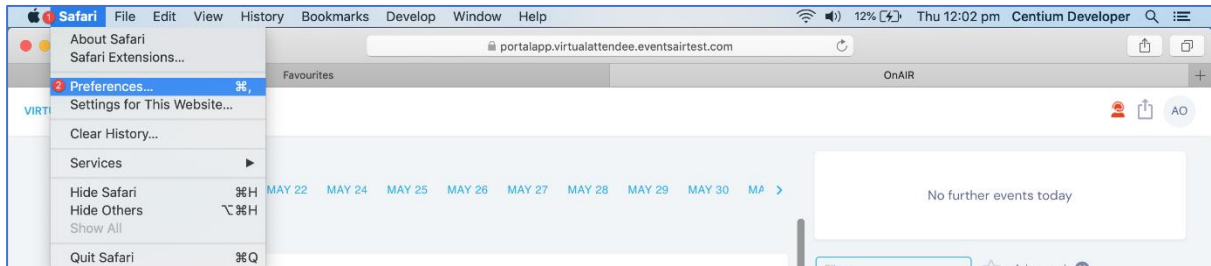 1 Safari File Edit View History Bookmarks Develop Window Help 12% Thu 12:02 pm Centium Developer
About Safari
Safari Extensions...
portalapp.virtualattendee.eventsairtest.com
2 Preferences... ⌘,
Favourites
OnAIR
+
Settings for This Website...
VIRT
AO
Clear History...
Services
Hide Safari ⌘H
MAY 22 MAY 24 MAY 25 MAY 26 MAY 27 MAY 28 MAY 29 MAY 30 MA >
No further events today
Hide Others ⌥⌘H
Show All
Quit Safari ⌘Q